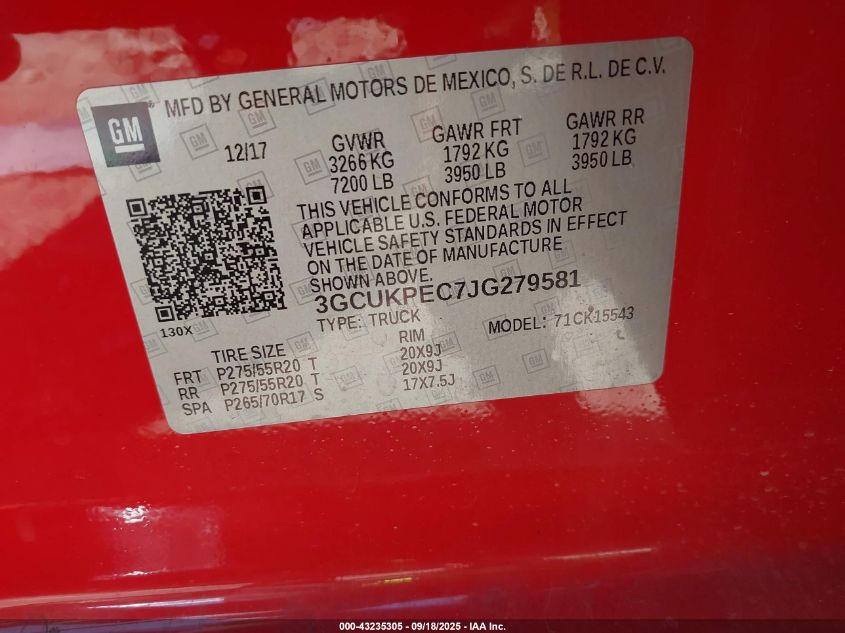 GM
MFD BY GENERAL MOTORS DE MEXICO, S. DE R.L. DE C.V.
12/17 GVWR GAWR FRT GAWR RR
3266 KG 1792 KG 1792 KG
7200 LB 3950 LB 3950 LB
THIS VEHICLE CONFORMS TO ALL
APPLICABLE U.S. FEDERAL MOTOR
VEHICLE SAFETY STANDARDS IN EFFECT
ON THE DATE OF MANUFACTURE
SHOWN ABOVE.
3GCUKPEC7JG279581
130X
TYPE: TRUCK MODEL: 71CK15543
TIRE SIZE RIM
FRT P275/55R20 T 20X9J
RR P275/55R20 T 20X9J
SPA P265/70R17 S 17X7.5J
000-43235305 - 09/18/2025 - IAA Inc.